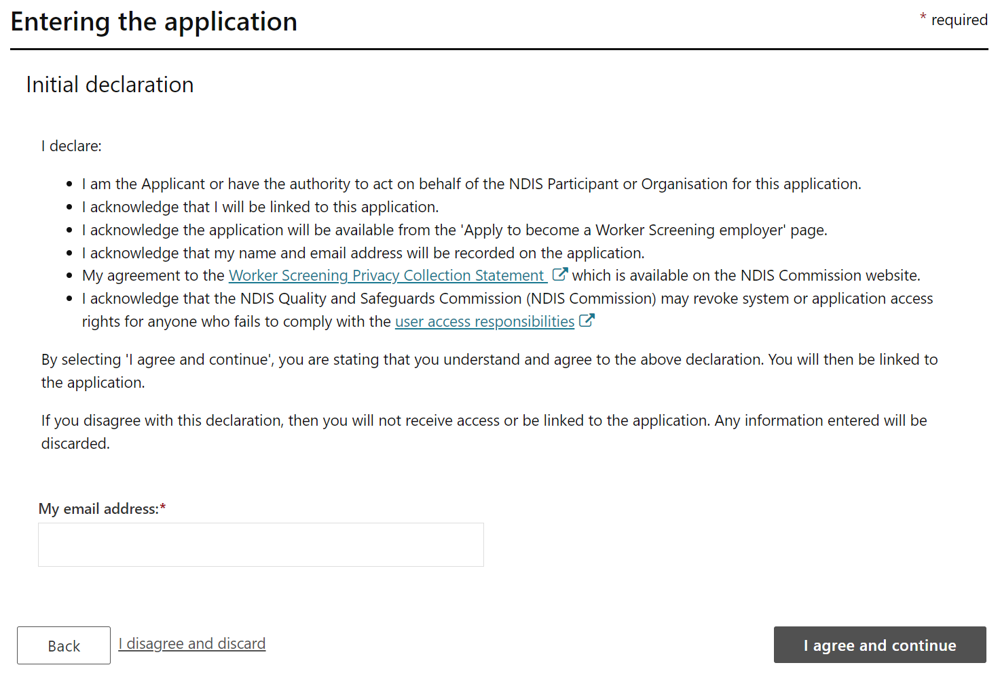 Entering the application
* required
Initial declaration
I declare:
• I am the Applicant or have the authority to act on behalf of the NDIS Participant or Organisation for this application.
• I acknowledge that I will be linked to this application.
• I acknowledge the application will be available from the 'Apply to become a Worker Screening employer' page.
• I acknowledge that my name and email address will be recorded on the application.
• My agreement to the Worker Screening Privacy Collection Statement which is available on the NDIS Commission website.
• I acknowledge that the NDIS Quality and Safeguards Commission (NDIS Commission) may revoke system or application access
rights for anyone who fails to comply with the user access responsibilities
By selecting 'I agree and continue', you are stating that you understand and agree to the above declaration. You will then be linked to
the application.
If you disagree with this declaration, then you will not receive access or be linked to the application. Any information entered will be
discarded.
My email address:*
Back
I disagree and discard
I agree and continue